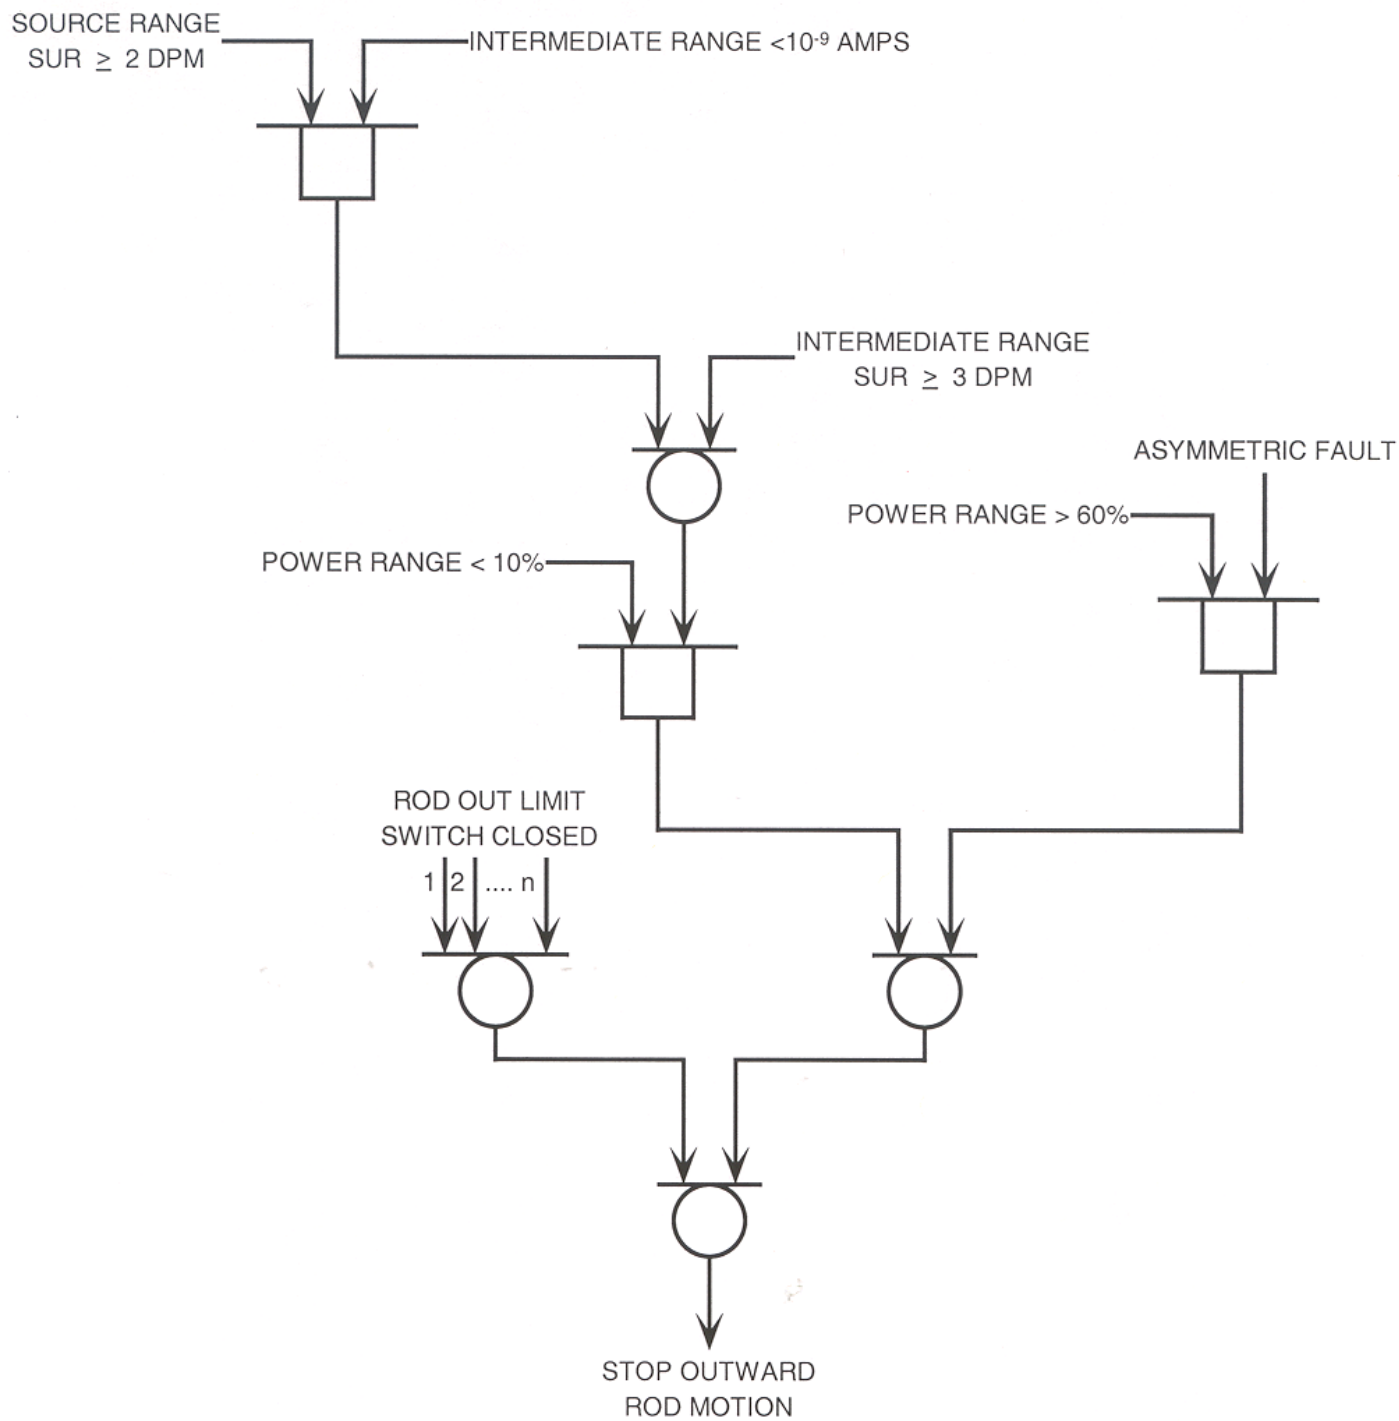 SOURCE RANGE
SUR ≥ 2 DPM
INTERMEDIATE RANGE <10-9 AMPS
INTERMEDIATE RANGE
SUR ≥ 3 DPM
ASYMMETRIC FAULT
POWER RANGE > 60%
POWER RANGE < 10%
ROD OUT LIMIT
SWITCH CLOSED
1 2 .... n
STOP OUTWARD
ROD MOTION